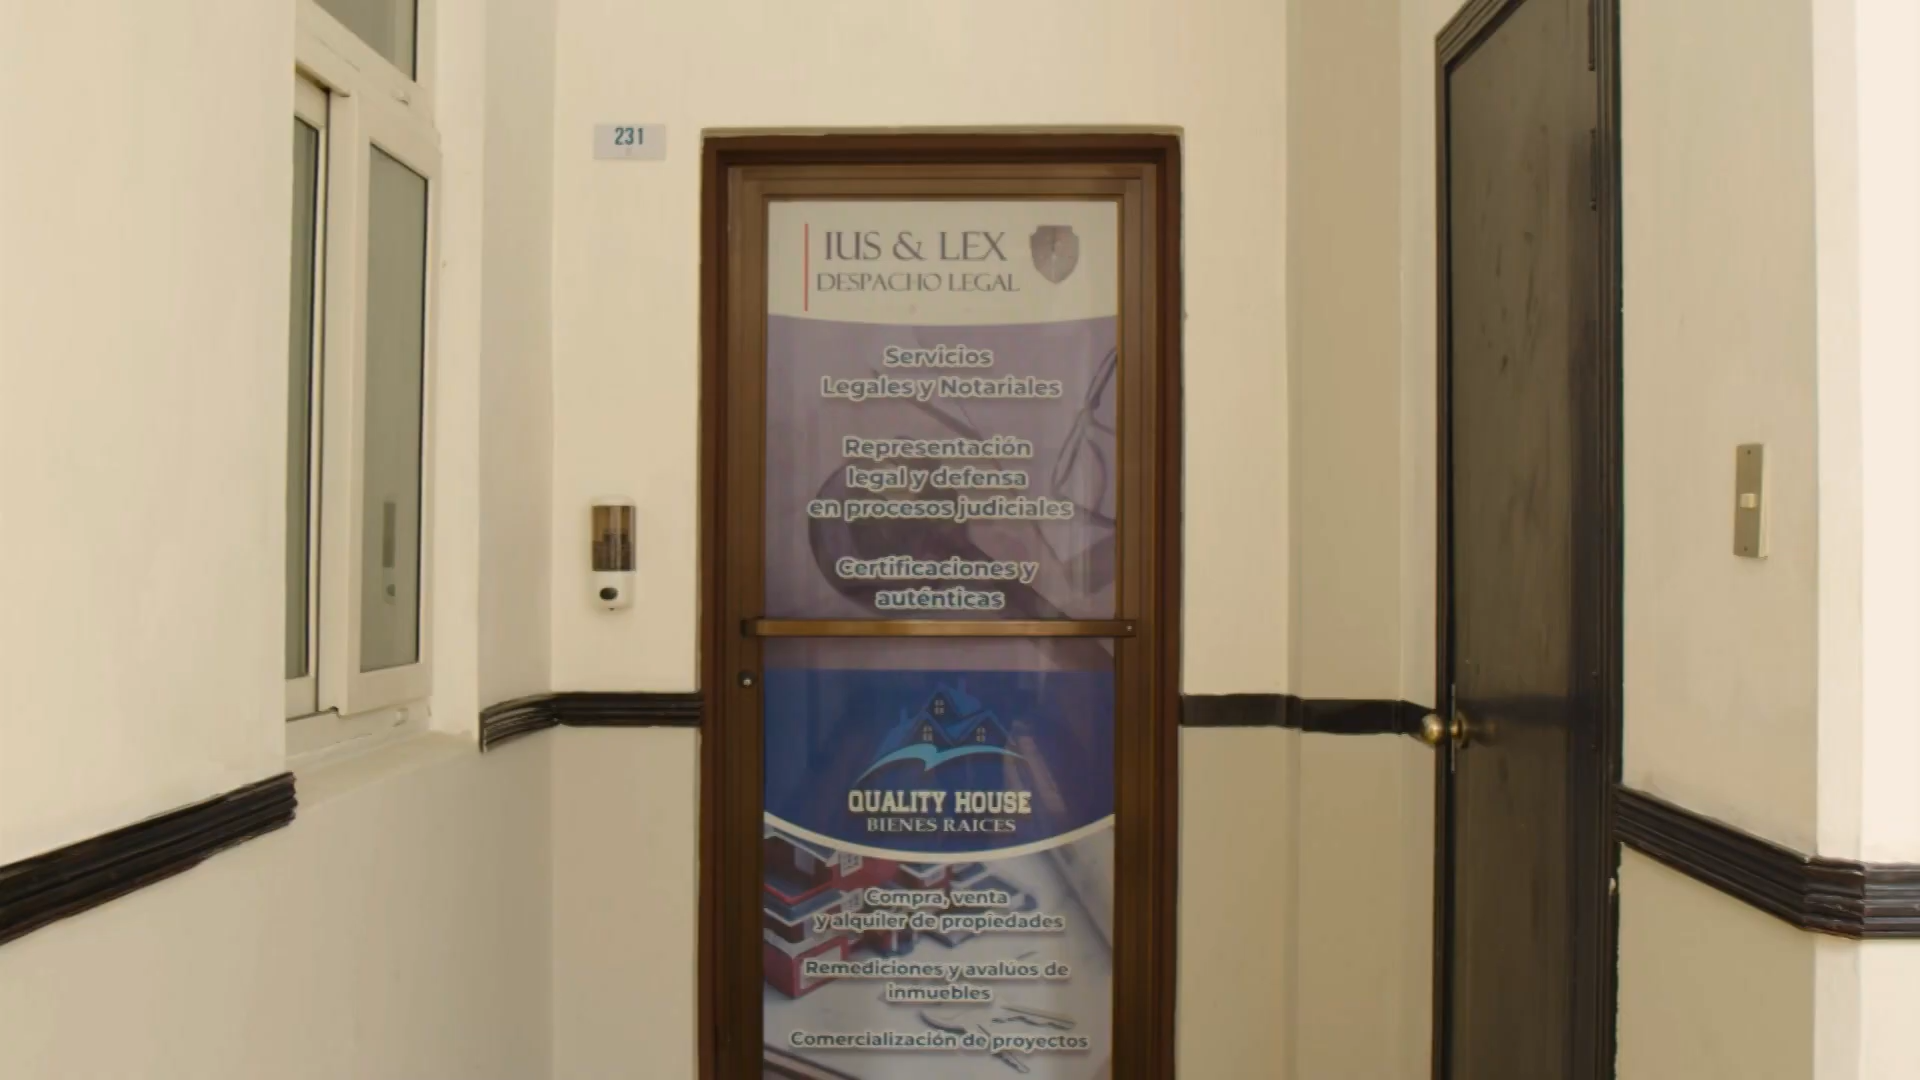 231
IUS & LEX
DESPACHO LEGAL
Servicios
Legales y Notariales
Representación
legal y defensa
en procesos judiciales
Certificaciones y
auténticas
QUALITY HOUSE
BIENES RAICES
Compra, venta
y alquiler de propiedades
Remediciones y avalúos de
inmuebles
Comercialización de proyectos